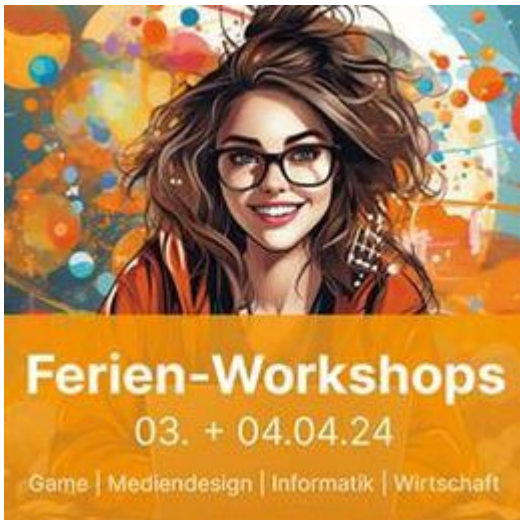 Ferien-Workshops
03. + 04.04.24
Game | Mediendesign | Informatik | Wirtschaft